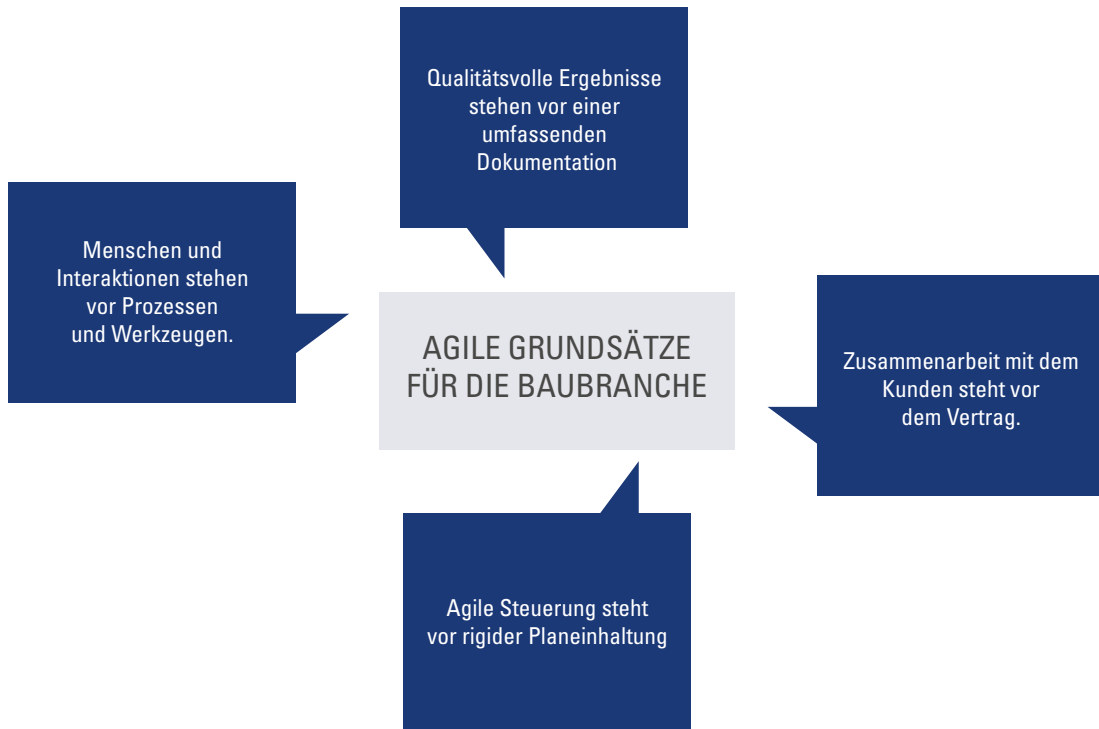 Qualitätsvolle Ergebnisse
stehen vor einer
umfassenden
Dokumentation
Menschen und
Interaktionen stehen
vor Prozessen
und Werkzeugen.
AGILE GRUNDSÄTZE
FÜR DIE BAUBRANCHE
Zusammenarbeit mit dem
Kunden steht vor
dem Vertrag.
Agile Steuerung steht
vor rigider Planeinhaltung